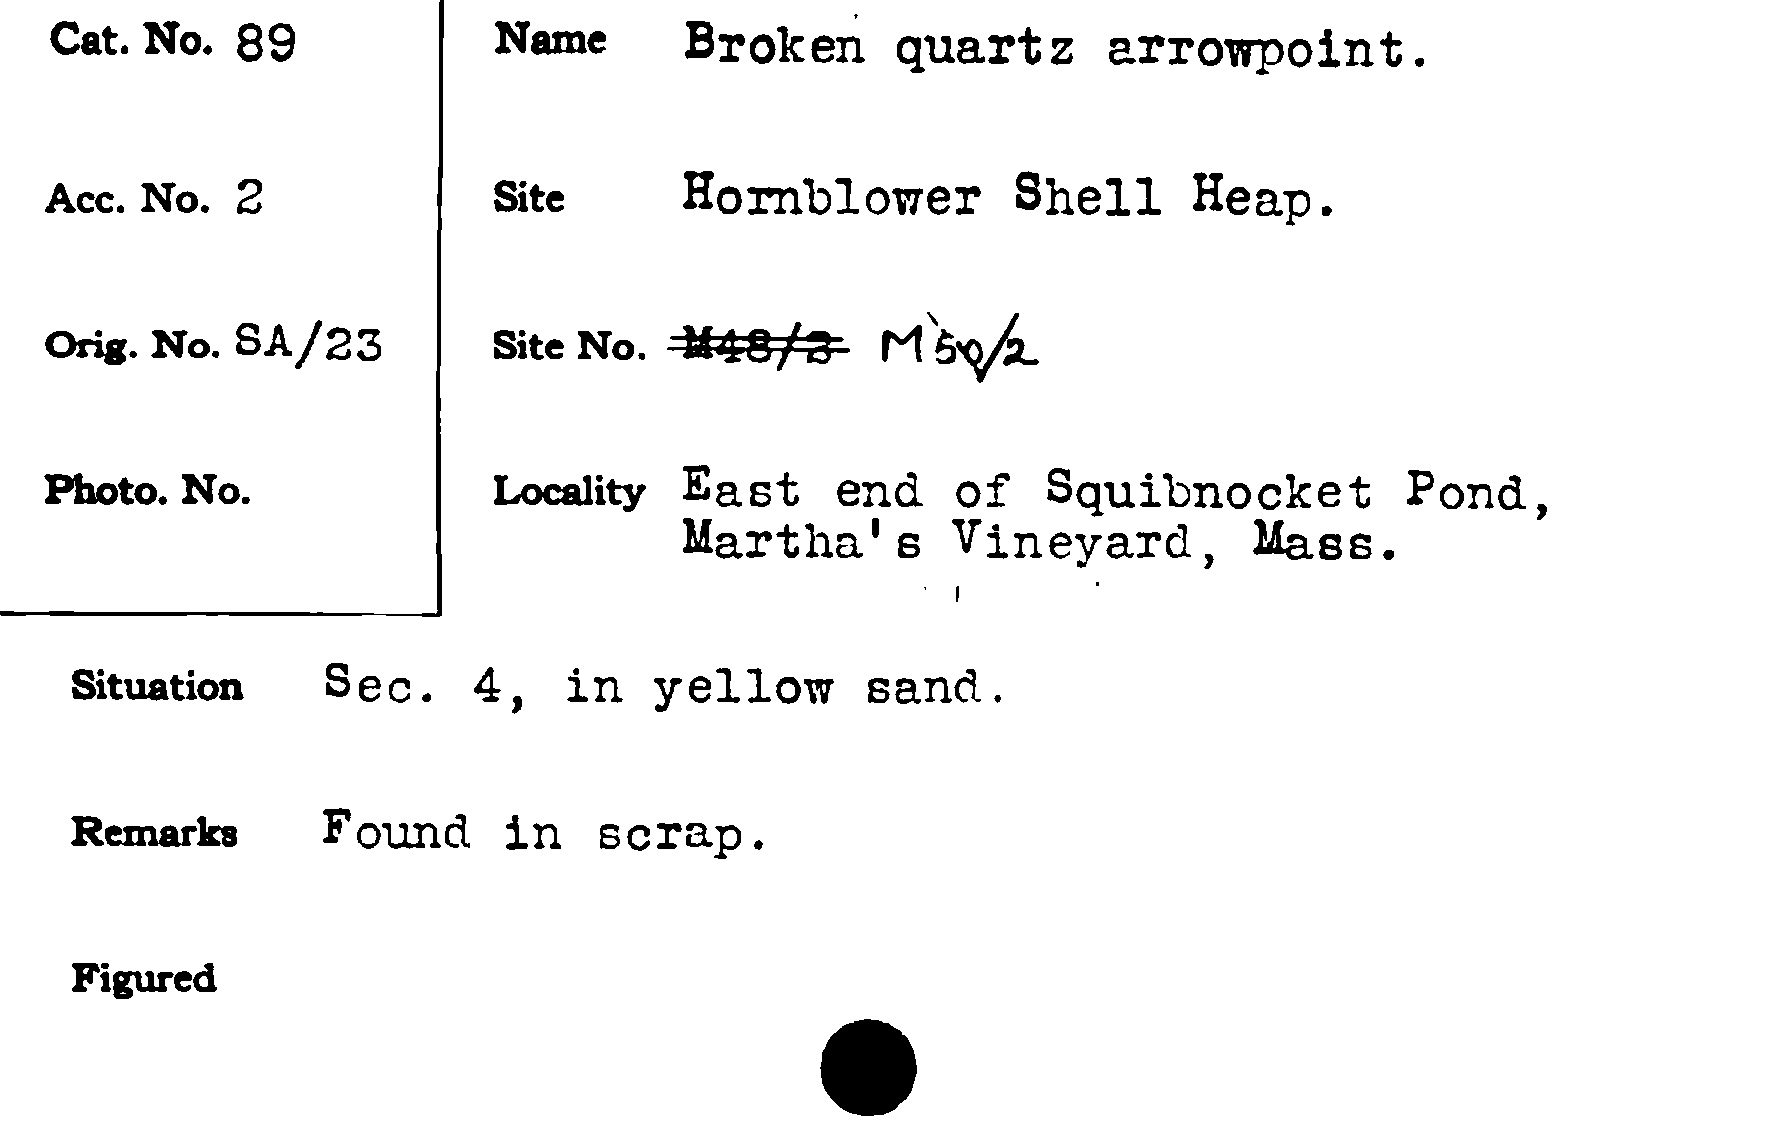 Cat. No. 89
Name Broken quartz arrowpoint.
Acc. No. 2
Site Hornblower Shell Heap.
Orig. No. SA/23
Site No. M48/3 M50/2
Photo. No.
Locality East end of Squibnocket Pond,
Martha's Vineyard, Mass.
Situation Sec. 4, in yellow sand.
Remarks Found in scrap.
Figured